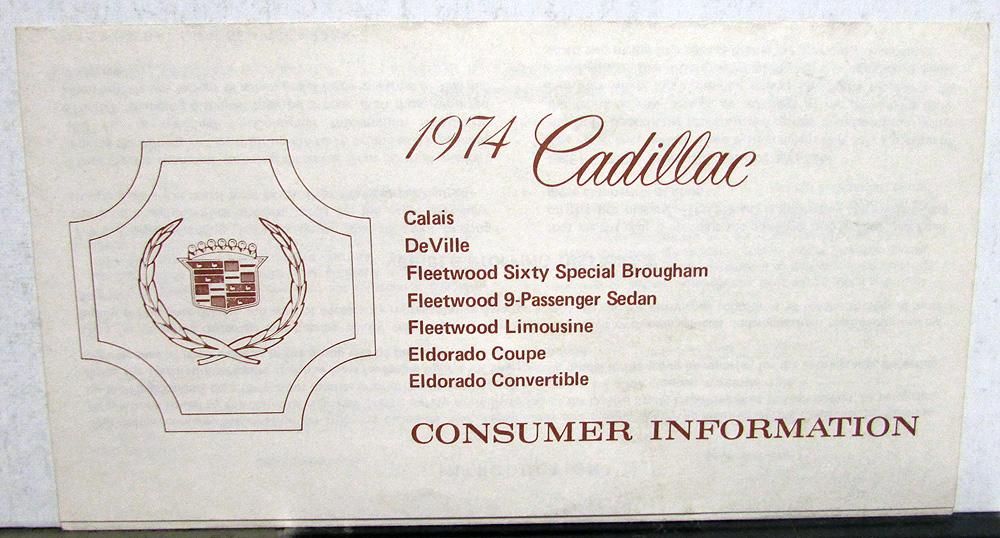 1974 Cadillac
Calais
DeVille
Fleetwood Sixty Special Brougham
Fleetwood 9-Passenger Sedan
Fleetwood Limousine
Eldorado Coupe
Eldorado Convertible
CONSUMER INFORMATION